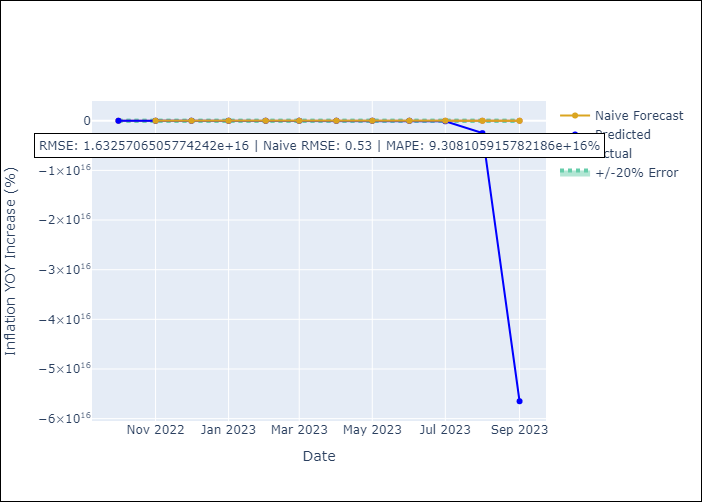 Naive Forecast
Predicted
Actual
+/-20% Error
RMSE: 1.6325706505774242e+16 | Naive RMSE: 0.53 | MAPE: 9.308105915782186e+16%
0
−1×10¹⁶
−2×10¹⁶
−3×10¹⁶
−4×10¹⁶
−5×10¹⁶
−6×10¹⁶
Inflation YOY Increase (%)
Nov 2022 Jan 2023 Mar 2023 May 2023 Jul 2023 Sep 2023
Date